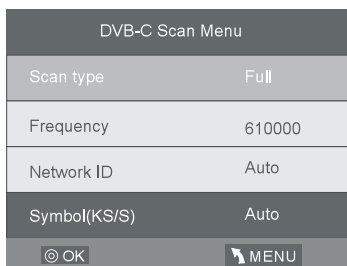 DVB-C Scan Menu
Scan type Full
Frequency 610000
Network ID Auto
Symbol(KS/S) Auto
OK MENU